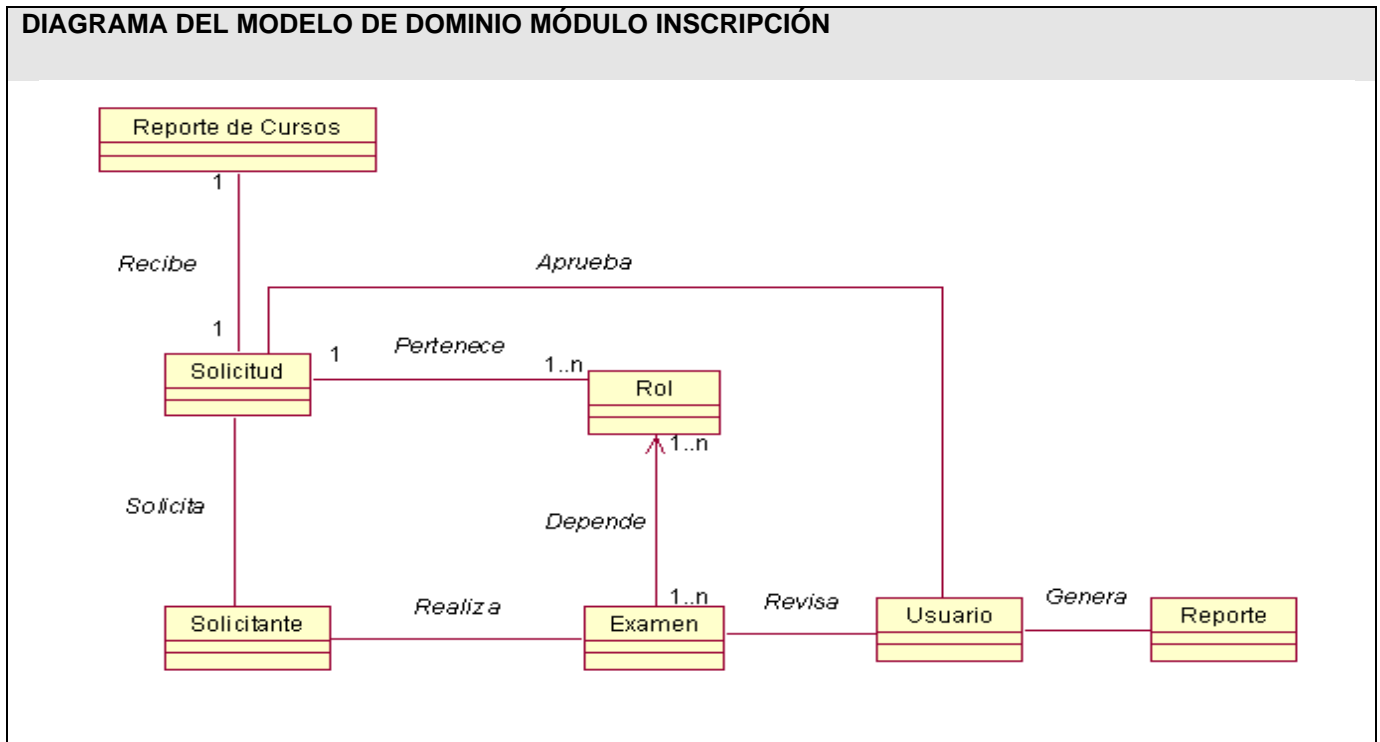 DIAGRAMA DEL MODELO DE DOMINIO MÓDULO INSCRIPCIÓN
Reporte de Cursos
1
Recibe
Aprueba
1
1
Pertenece
1..n
Solicitud
Rol
1..n
Solicita
Depende
1..n
Realiza
Revisa
Genera
Solicitante
Examen
Usuario
Reporte